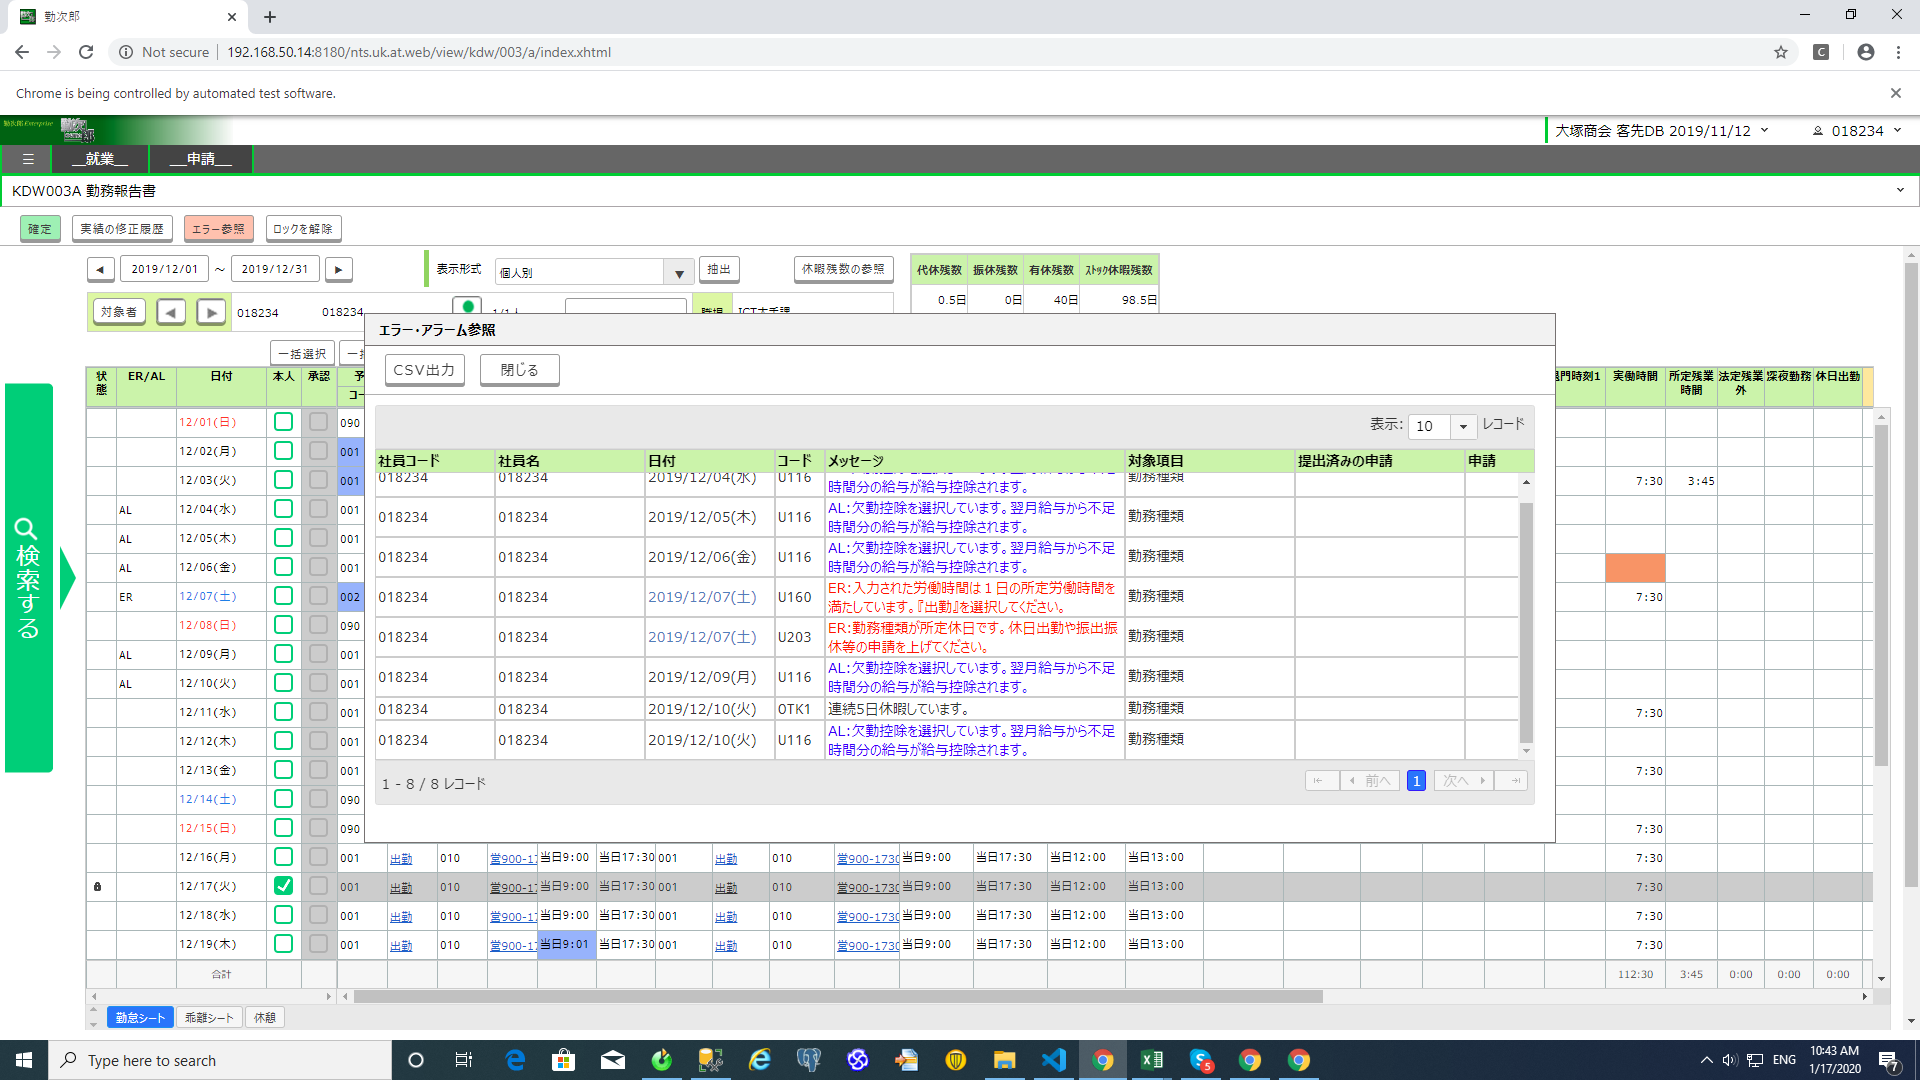 勤次郎
Not secure 192.168.50.14:8180/nts.uk.at.web/view/kdw/003/a/index.xhtml
Chrome is being controlled by automated test software.
大塚商会 客先DB 2019/11/12 018234
__就業__ __申請__
KDW003A 勤務報告書
確定 実績の修正履歴 エラー参照 ロックを解除
2019/12/01 ～ 2019/12/31 表示形式 個人別 抽出 休暇残数の参照
代休残数 振休残数 有休残数 ストック休暇残数
0.5日 0日 40日 98.5日
対象者 018234 018234
一括選択
エラー・アラーム参照
CSV出力 閉じる
表示: 10 レコード
社員コード 社員名 日付 コード メッセージ 対象項目 提出済みの申請 申請
018234 018234 2019/12/04(水) U116 時間分の給与が給与控除されます。 勤務種類
018234 018234 2019/12/05(木) U116 AL:欠勤控除を選択しています。翌月給与から不足
時間分の給与が給与控除されます。 勤務種類
018234 018234 2019/12/06(金) U116 AL:欠勤控除を選択しています。翌月給与から不足
時間分の給与が給与控除されます。 勤務種類
018234 018234 2019/12/07(土) U160 ER:入力された労働時間は１日の所定労働時間を
満たしています。『出勤』を選択してください。 勤務種類
018234 018234 2019/12/07(土) U203 ER:勤務種類が所定休日です。休日出勤や振出振
休等の申請を上げてください。 勤務種類
018234 018234 2019/12/09(月) U116 AL:欠勤控除を選択しています。翌月給与から不足
時間分の給与が給与控除されます。 勤務種類
018234 018234 2019/12/10(火) OTK1 連続5日休暇しています。 勤務種類
018234 018234 2019/12/10(火) U116 AL:欠勤控除を選択しています。翌月給与から不足
時間分の給与が給与控除されます。 勤務種類
1 - 8 / 8 レコード 前へ 1 次へ
検索する
状態 ER/AL 日付 本人 承認 実働時間 所定残業時間 法定残業外 深夜勤務 休日出勤
12/01(日) 090
12/02(月) 001
12/03(火) 001 7:30 3:45
AL 12/04(水) 001
AL 12/05(木) 001
AL 12/06(金) 001
ER 12/07(土) 002 7:30
12/08(日) 090
AL 12/09(月) 001
AL 12/10(火) 001
12/11(水) 001 7:30
12/12(木) 001
12/13(金) 001 7:30
12/14(土) 090
12/15(日) 090 7:30
12/16(月) 001 出勤 010 営900-17 当日9:00 当日17:30 001 出勤 010 営900-1730 当日9:00 当日17:30 当日12:00 当日13:00 7:30
12/17(火) 001 出勤 010 営900-17 当日9:00 当日17:30 001 出勤 010 営900-1730 当日9:00 当日17:30 当日12:00 当日13:00 7:30
12/18(水) 001 出勤 010 営900-17 当日9:00 当日17:30 001 出勤 010 営900-1730 当日9:00 当日17:30 当日12:00 当日13:00 7:30
12/19(木) 001 出勤 010 営900-17 当日9:01 当日17:30 001 出勤 010 営900-1730 当日9:00 当日17:30 当日12:00 当日13:00 7:30
合計 112:30 3:45 0:00 0:00 0:00
勤怠シート 乖離シート 休憩
Type here to search
ENG
10:43 AM
1/17/2020
5
7